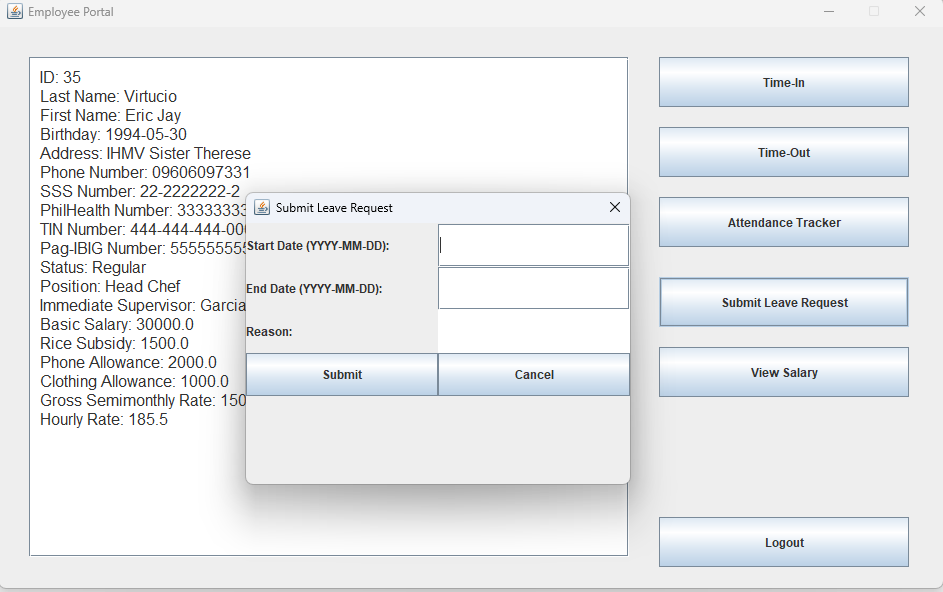 Employee Portal
ID: 35
Last Name: Virtucio
First Name: Eric Jay
Birthday: 1994-05-30
Address: IHMV Sister Therese
Phone Number: 09606097331
SSS Number: 22-2222222-2
PhilHealth Number: 33333333
TIN Number: 444-444-444-00
Pag-IBIG Number: 555555555
Status: Regular
Position: Head Chef
Immediate Supervisor: Garcia
Basic Salary: 30000.0
Rice Subsidy: 1500.0
Phone Allowance: 2000.0
Clothing Allowance: 1000.0
Gross Semimonthly Rate: 150
Hourly Rate: 185.5
Submit Leave Request
Start Date (YYYY-MM-DD):
End Date (YYYY-MM-DD):
Reason:
Submit
Cancel
Time-In
Time-Out
Attendance Tracker
Submit Leave Request
View Salary
Logout